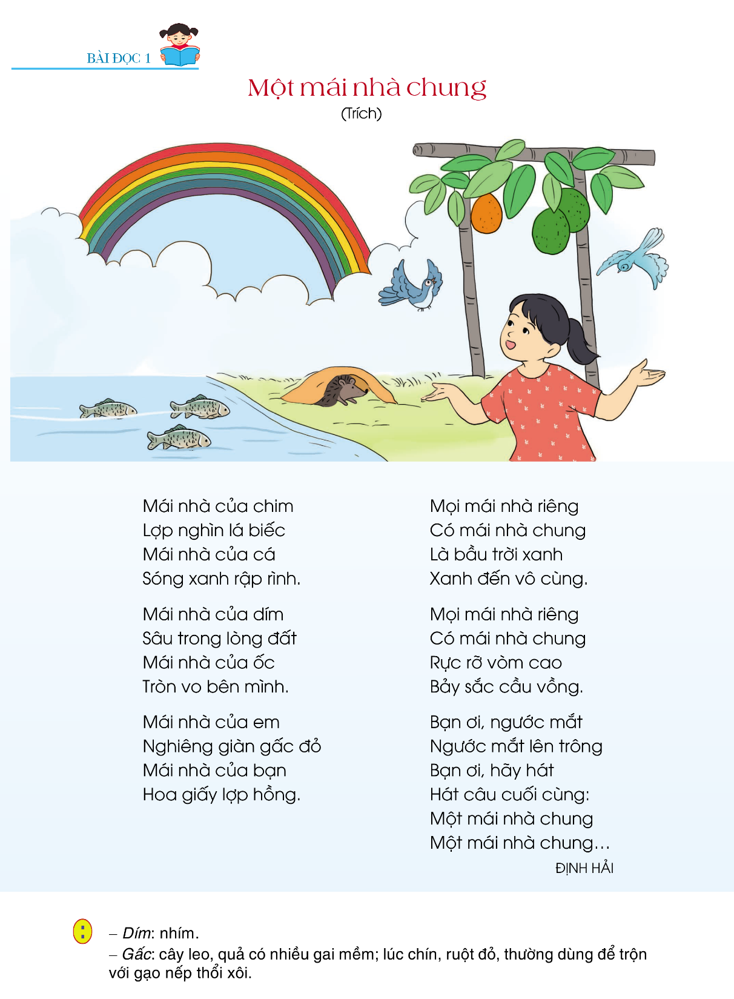 BÀI ĐỌC 1
Một mái nhà chung
(Trích)
Mái nhà của chim
Lợp nghìn lá biếc
Mái nhà của cá
Sóng xanh rập rình.
Mái nhà của dím
Sâu trong lòng đất
Mái nhà của ốc
Tròn vo bên mình.
Mái nhà của em
Nghiêng giàn gấc đỏ
Mái nhà của bạn
Hoa giấy lợp hồng.
Mọi mái nhà riêng
Có mái nhà chung
Là bầu trời xanh
Xanh đến vô cùng.
Mọi mái nhà riêng
Có mái nhà chung
Rực rỡ vòm cao
Bảy sắc cầu vồng.
Bạn ơi, ngước mắt
Ngước mắt lên trông
Bạn ơi, hãy hát
Hát câu cuối cùng:
Một mái nhà chung
Một mái nhà chung...
ĐỊNH HẢI
– Dím: nhím.
– Gấc: cây leo, quả có nhiều gai mềm; lúc chín, ruột đỏ, thường dùng để trộn
với gạo nếp thổi xôi.